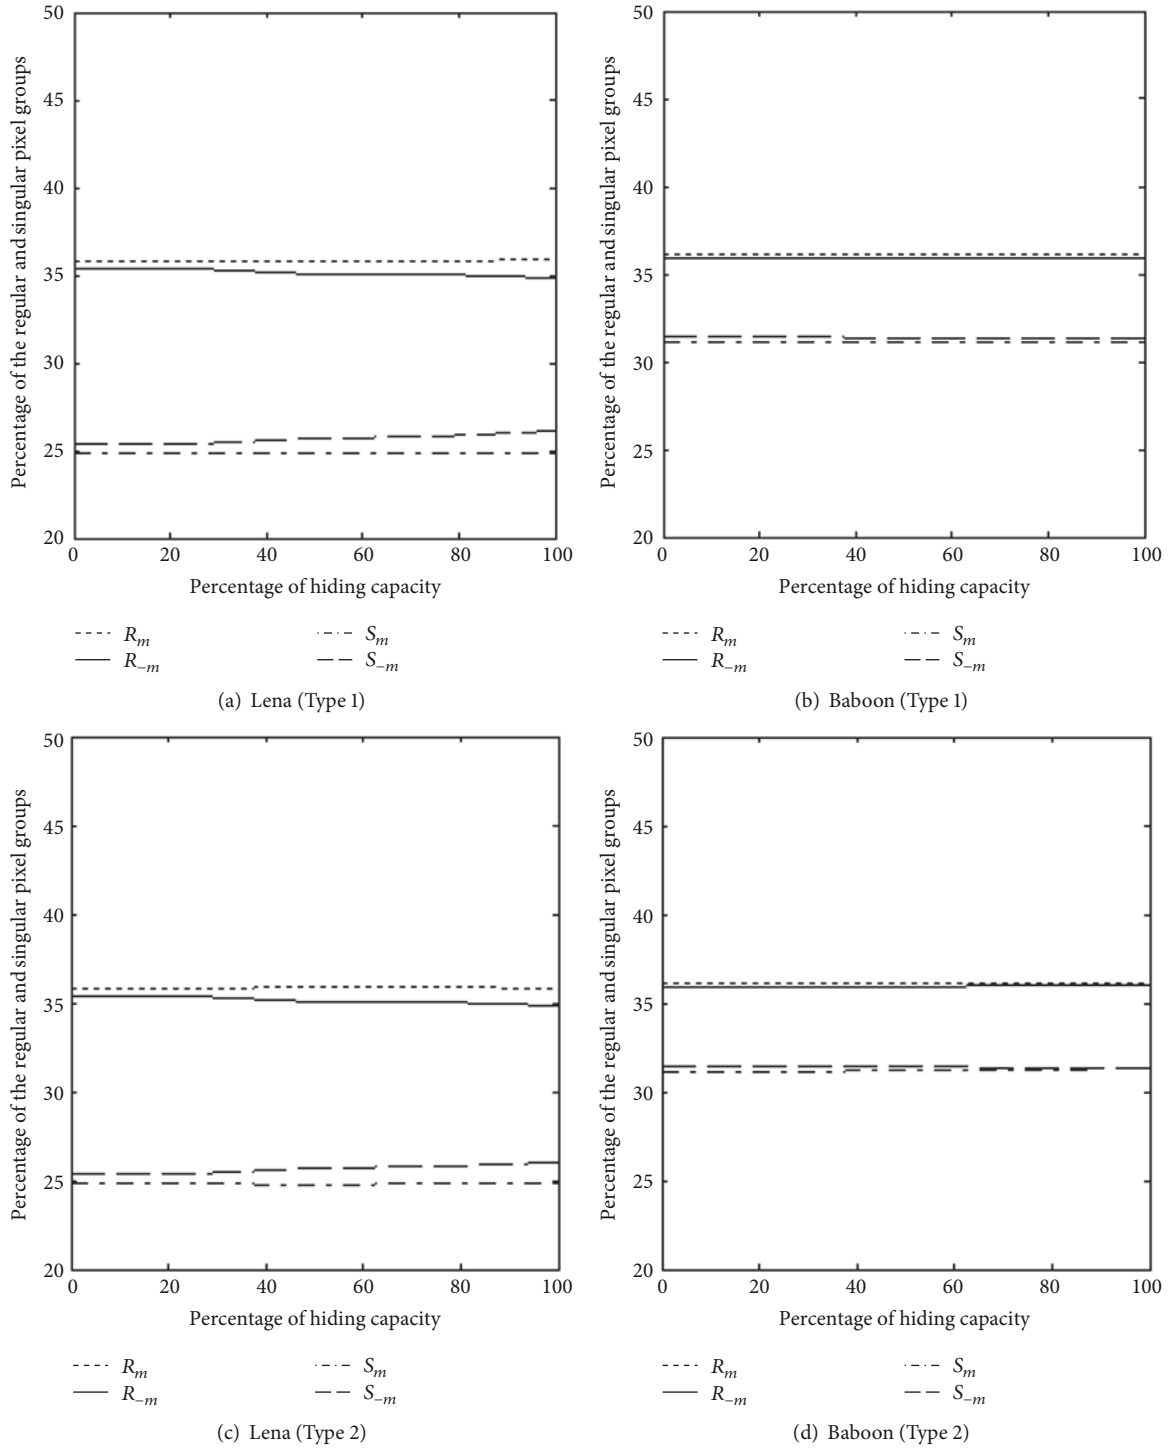 Percentage of the regular and singular pixel groups
50
45
40
35
30
25
20
0 20 40 60 80 100
Percentage of hiding capacity
R_m S_m
R_−m S_−m
(a) Lena (Type 1)
Percentage of the regular and singular pixel groups
50
45
40
35
30
25
20
0 20 40 60 80 100
Percentage of hiding capacity
R_m S_m
R_−m S_−m
(b) Baboon (Type 1)
Percentage of the regular and singular pixel groups
50
45
40
35
30
25
20
0 20 40 60 80 100
Percentage of hiding capacity
R_m S_m
R_−m S_−m
(c) Lena (Type 2)
Percentage of the regular and singular pixel groups
50
45
40
35
30
25
20
0 20 40 60 80 100
Percentage of hiding capacity
R_m S_m
R_−m S_−m
(d) Baboon (Type 2)